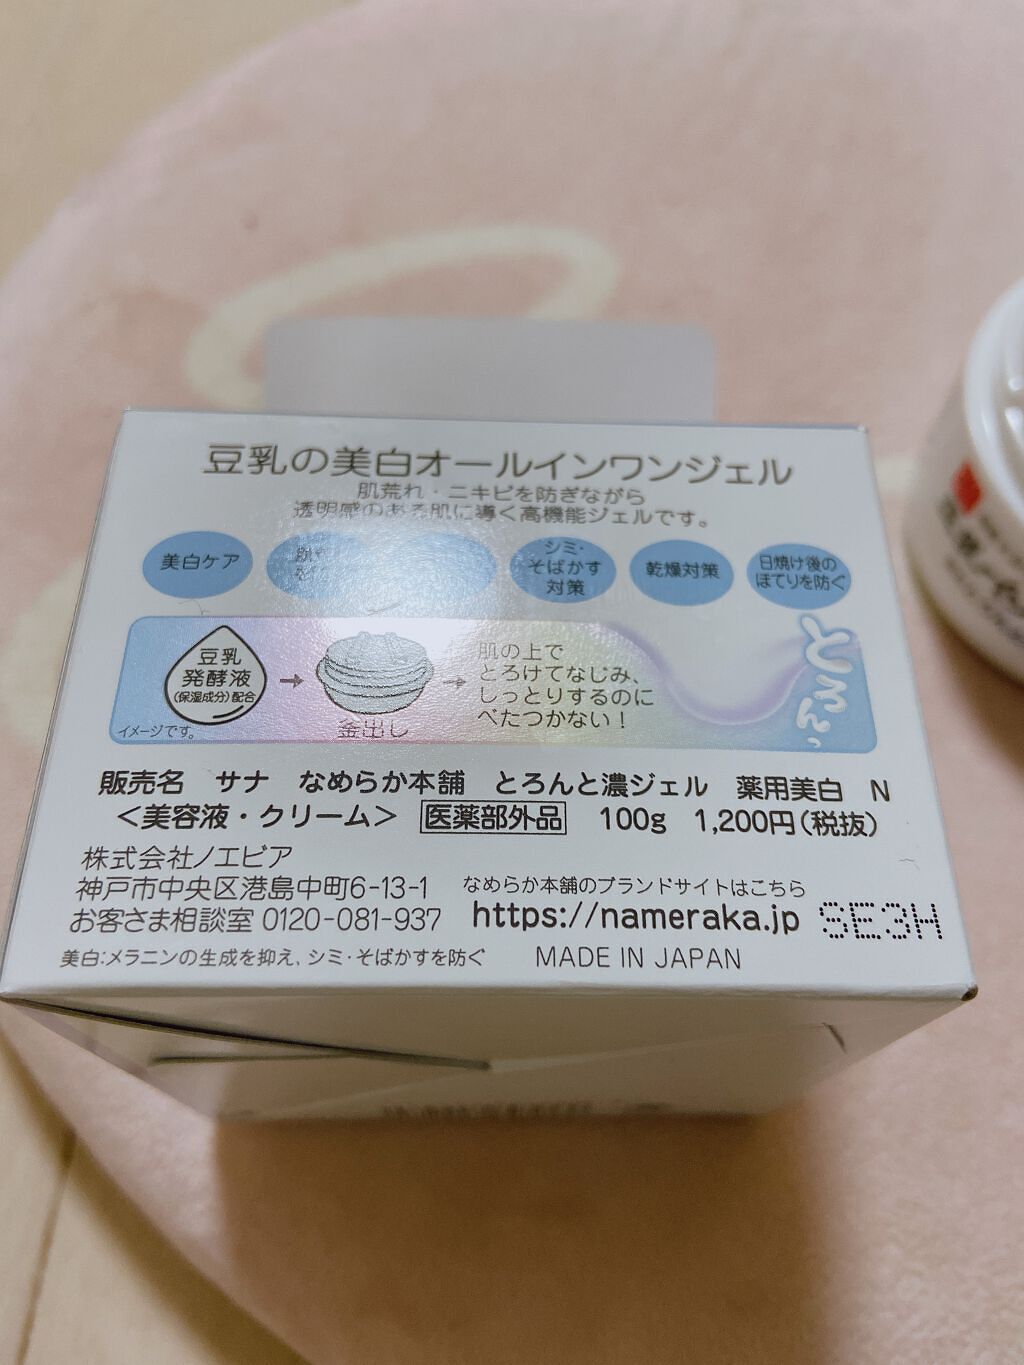 豆乳の美白オールインワンジェル
肌荒れ・ニキビを防ぎながら
透明感のある肌に導く高機能ジェルです。
美白ケア
シミ・
そばかす
対策
乾燥対策
日焼け後の
ほてりを防ぐ
豆乳
発酵液
(保湿成分)配合
イメージです。
→
釜出し
→
肌の上で
とろけてなじみ、
しっとりするのに
べたつかない!
とろんっ
販売名 サナ なめらか本舗 とろんと濃ジェル 薬用美白 N
<美容液・クリーム> 医薬部外品 100g 1,200円(税抜)
株式会社ノエビア
神戸市中央区港島中町6-13-1
お客さま相談室 0120-081-937
なめらか本舗のブランドサイトはこちら
https://nameraka.jp
SE3H
美白:メラニンの生成を抑え、シミ・そばかすを防ぐ
MADE IN JAPAN